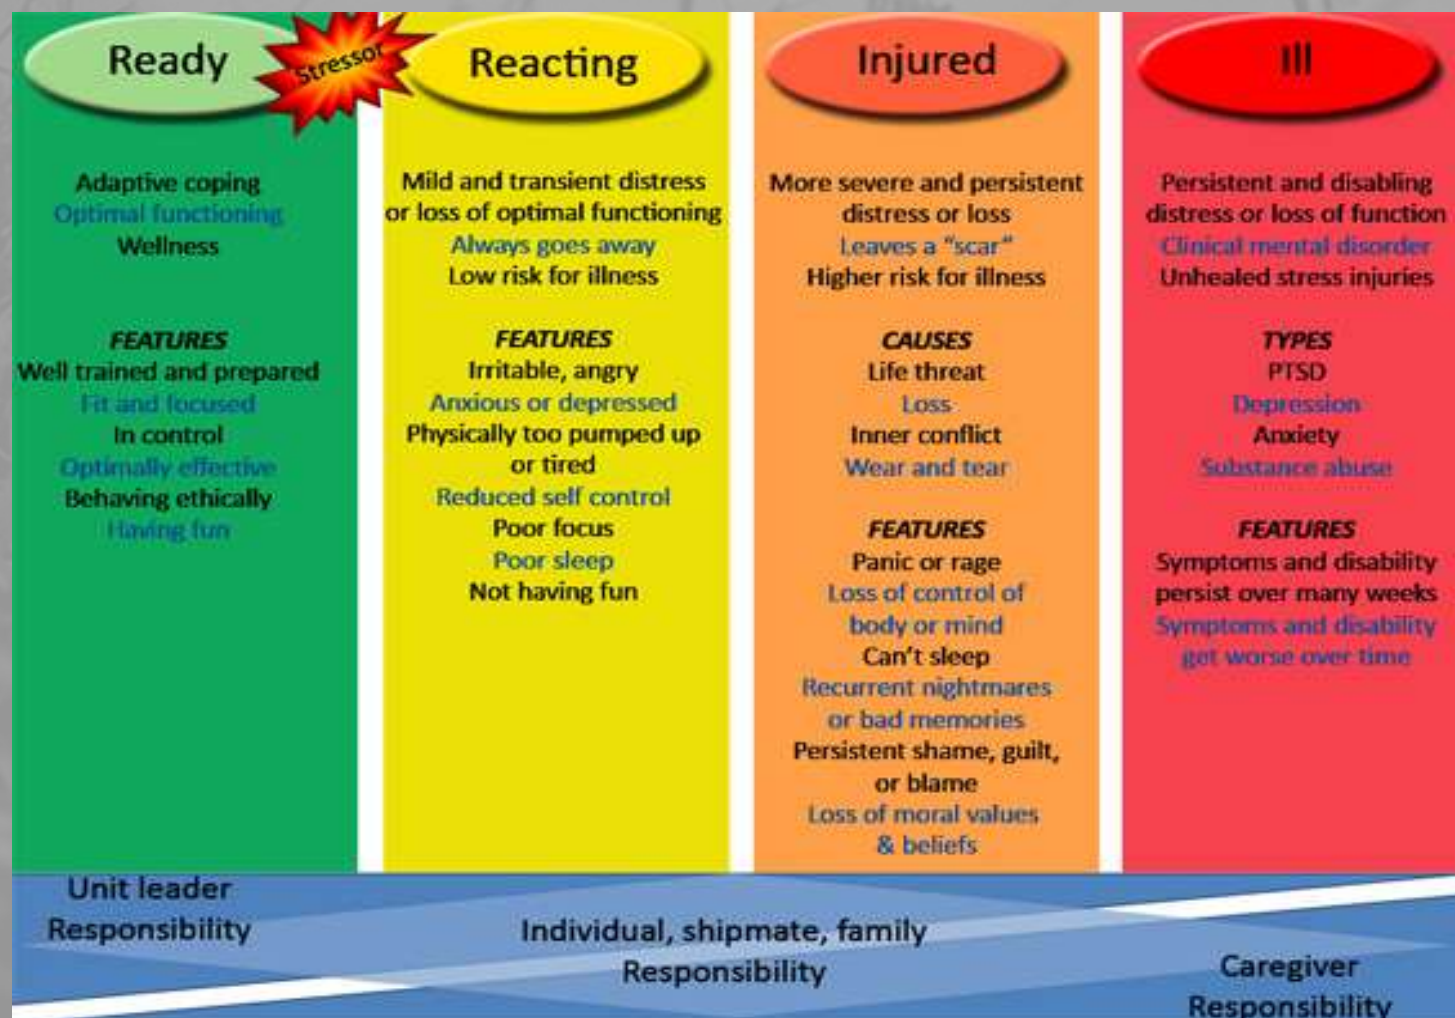 Ready
Stressor
Adaptive coping
Optimal functioning
Wellness
FEATURES
Well trained and prepared
Fit and focused
In control
Optimally effective
Behaving ethically
Having fun
Reacting
Mild and transient distress
or loss of optimal functioning
Always goes away
Low risk for illness
FEATURES
Irritable, angry
Anxious or depressed
Physically too pumped up
or tired
Reduced self control
Poor focus
Poor sleep
Not having fun
Injured
More severe and persistent
distress or loss
Leaves a "scar"
Higher risk for illness
CAUSES
Life threat
Loss
Inner conflict
Wear and tear
FEATURES
Panic or rage
Loss of control of
body or mind
Can't sleep
Recurrent nightmares
or bad memories
Persistent shame, guilt,
or blame
Loss of moral values
& beliefs
Ill
Persistent and disabling
distress or loss of function
Clinical mental disorder
Unhealed stress injuries
TYPES
PTSD
Depression
Anxiety
Substance abuse
FEATURES
Symptoms and disability
persist over many weeks
Symptoms and disability
get worse over time
Unit leader
Responsibility
Individual, shipmate, family
Responsibility
Caregiver
Responsibility